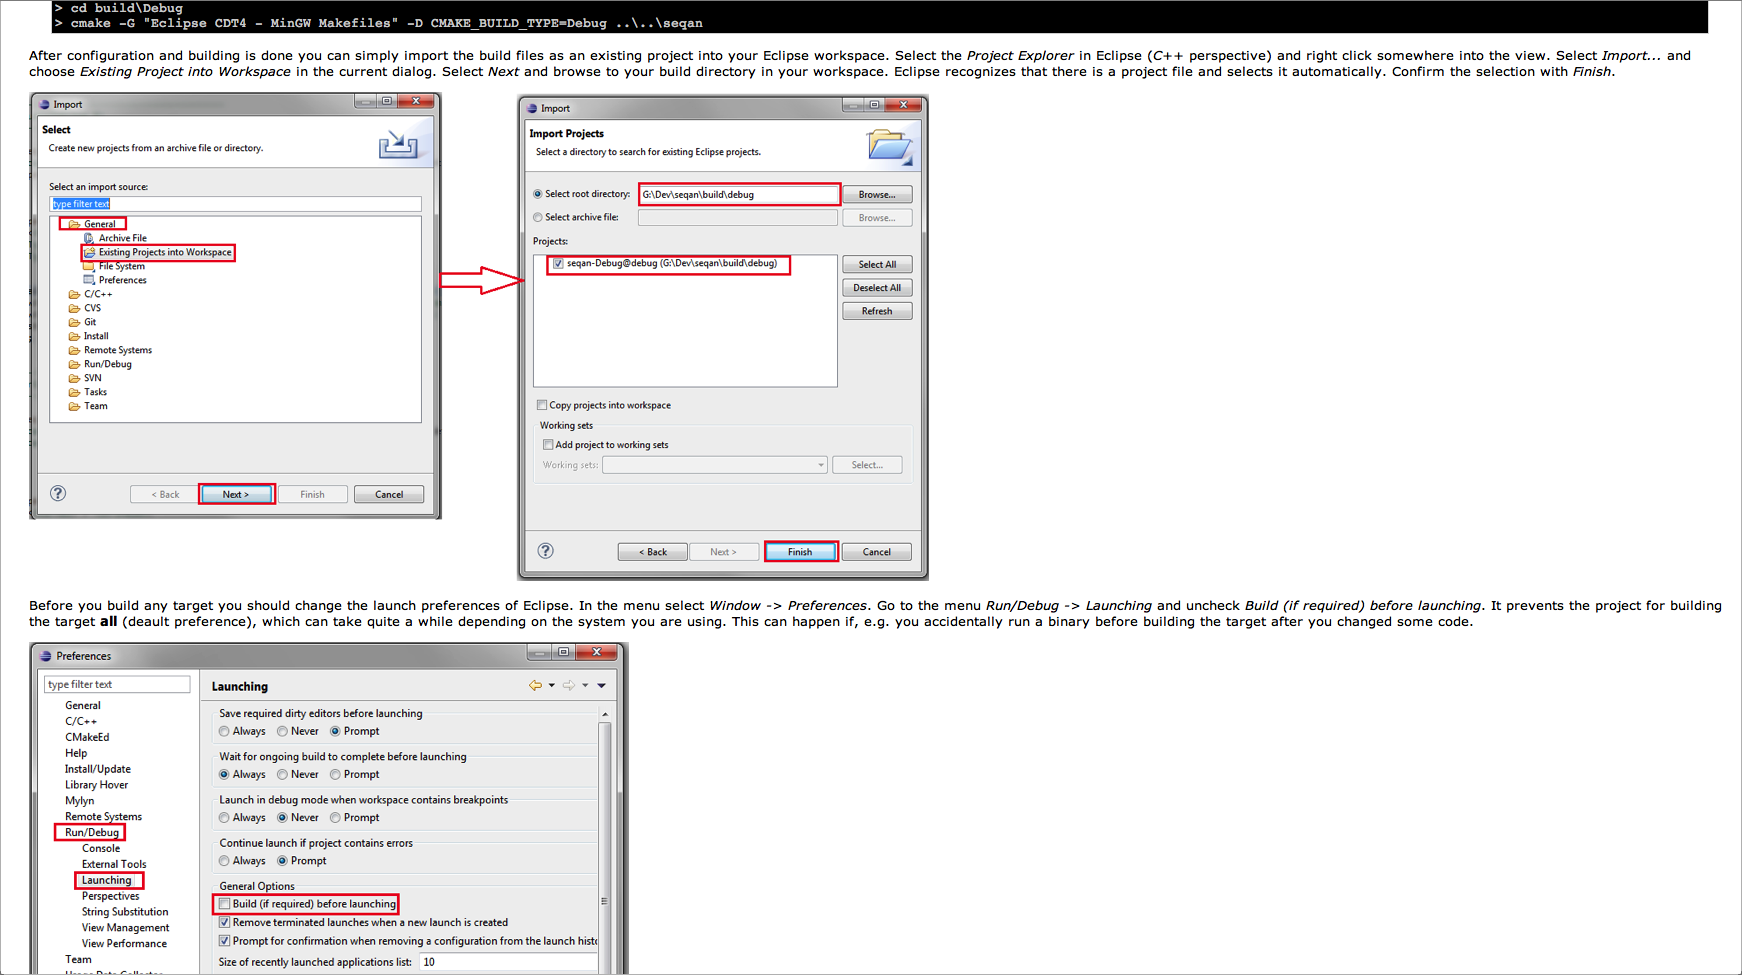 > cd build\Debug
> cmake -G "Eclipse CDT4 - MinGW Makefiles" -D CMAKE_BUILD_TYPE=Debug ..\..\seqan
After configuration and building is done you can simply import the build files as an existing project into your Eclipse workspace. Select the Project Explorer in Eclipse (C++ perspective) and right click somewhere into the view. Select Import... and
choose Existing Project into Workspace in the current dialog. Select Next and browse to your build directory in your workspace. Eclipse recognizes that there is a project file and selects it automatically. Confirm the selection with Finish.
Import
Select
Create new projects from an archive file or directory.
Select an import source:
type filter text
General
Archive File
Existing Projects into Workspace
File System
Preferences
C/C++
CVS
Git
Install
Remote Systems
Run/Debug
SVN
Tasks
Team
< Back
Next >
Finish
Cancel
Import
Import Projects
Select a directory to search for existing Eclipse projects.
Select root directory: G:\Dev\seqan\build\debug Browse...
Select archive file: Browse...
Projects:
seqan-Debug@debug (G:\Dev\seqan\build\debug)
Select All
Deselect All
Refresh
Copy projects into workspace
Working sets
Add project to working sets
Working sets: Select...
< Back
Next >
Finish
Cancel
Before you build any target you should change the launch preferences of Eclipse. In the menu select Window -> Preferences. Go to the menu Run/Debug -> Launching and uncheck Build (if required) before launching. It prevents the project for building
the target all (deault preference), which can take quite a while depending on the system you are using. This can happen if, e.g. you accidentally run a binary before building the target after you changed some code.
Preferences
type filter text
General
C/C++
CMakeEd
Help
Install/Update
Library Hover
Mylyn
Remote Systems
Run/Debug
Console
External Tools
Launching
Perspectives
String Substitution
View Management
View Performance
Team
Launching
Save required dirty editors before launching
Always Never Prompt
Wait for ongoing build to complete before launching
Always Never Prompt
Launch in debug mode when workspace contains breakpoints
Always Never Prompt
Continue launch if project contains errors
Always Prompt
General Options
Build (if required) before launching
Remove terminated launches when a new launch is created
Prompt for confirmation when removing a configuration from the launch histo
Size of recently launched applications list: 10